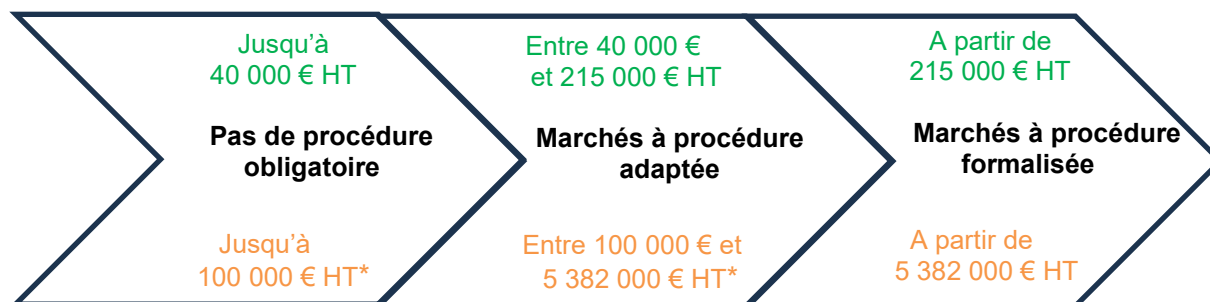 Jusqu'à
40 000 € HT
Pas de procédure
obligatoire
Jusqu'à
100 000 € HT*
Entre 40 000 €
et 215 000 € HT
Marchés à procédure
adaptée
Entre 100 000 € et
5 382 000 € HT*
A partir de
215 000 € HT
Marchés à procédure
formalisée
A partir de
5 382 000 € HT